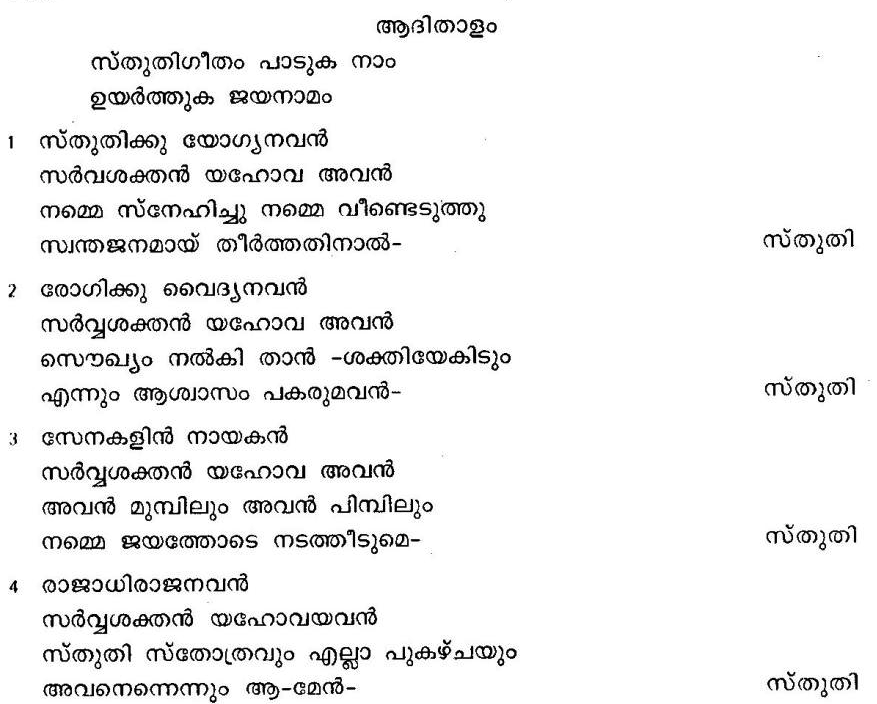 ആദിതാളം
സ്തുതിഗീതം പാടുക നാം
ഉയർത്തുക ജയനാമം
1 സ്തുതിക്കു യോഗ്യനവൻ
സർവശക്തൻ യഹോവ അവൻ
നമ്മെ സ്നേഹിച്ചു നമ്മെ വീണ്ടെടുത്തു
സ്വന്തജനമായ് തീർത്തതിനാൽ- സ്തുതി
2 രോഗിക്കു വൈദ്യനവൻ
സർവ്വശക്തൻ യഹോവ അവൻ
സൌഖ്യം നൽകി താൻ -ശക്തിയേകിടും
എന്നും ആശ്വാസം പകരുമവൻ- സ്തുതി
3 സേനകളിൻ നായകൻ
സർവ്വശക്തൻ യഹോവ അവൻ
അവൻ മുമ്പിലും അവൻ പിമ്പിലും
നമ്മെ ജയത്തോടെ നടത്തീടുമെ- സ്തുതി
4 രാജാധിരാജനവൻ
സർവ്വശക്തൻ യഹോവയവൻ
സ്തുതി സ്തോത്രവും എല്ലാ പുകഴ്ചയും
അവനെന്നെന്നും ആ-മേൻ- സ്തുതി